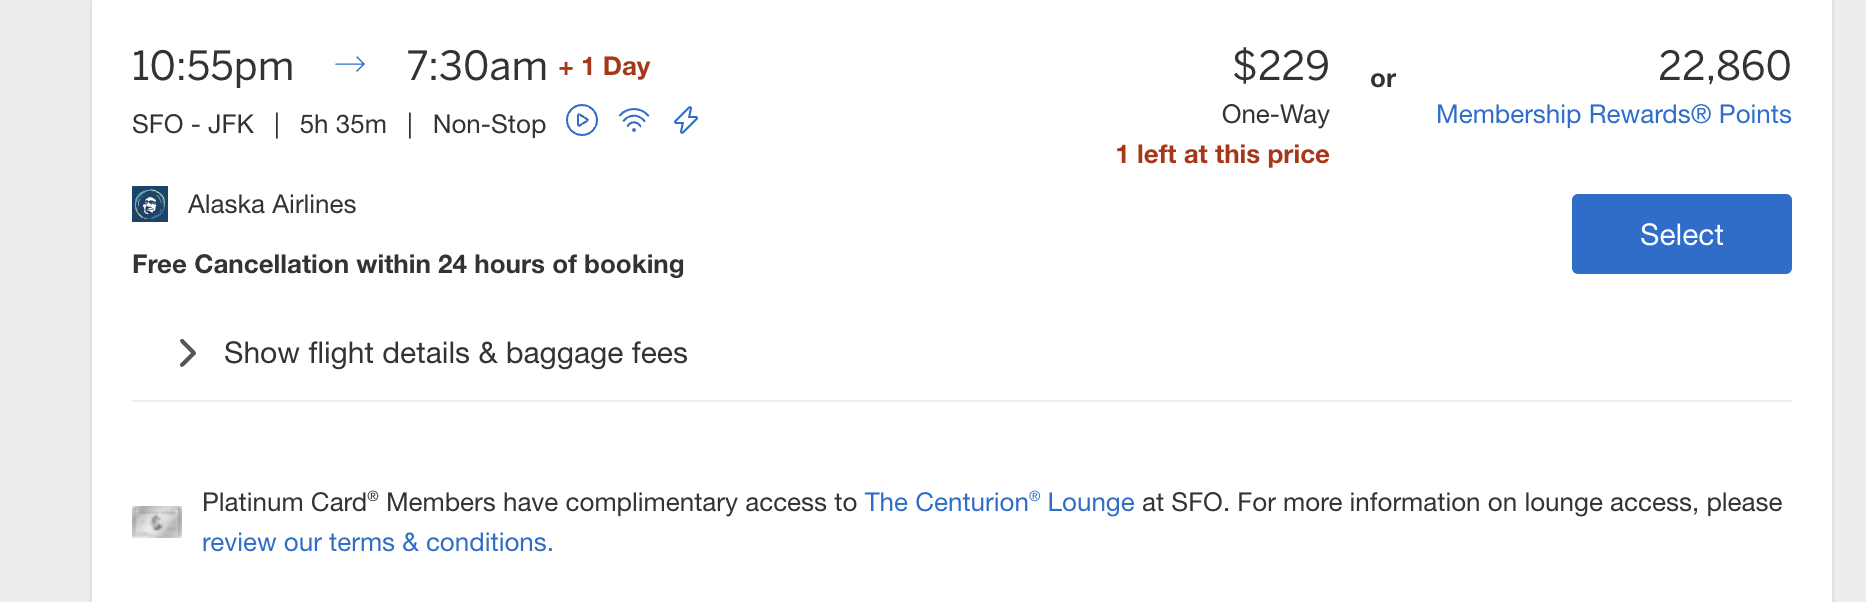 10:55pm → 7:30am + 1 Day
$229 or 22,860
SFO - JFK | 5h 35m | Non-Stop
One-Way
Membership Rewards® Points
1 left at this price
Alaska Airlines
Select
Free Cancellation within 24 hours of booking
Show flight details & baggage fees
Platinum Card® Members have complimentary access to The Centurion® Lounge at SFO. For more information on lounge access, please
review our terms & conditions.